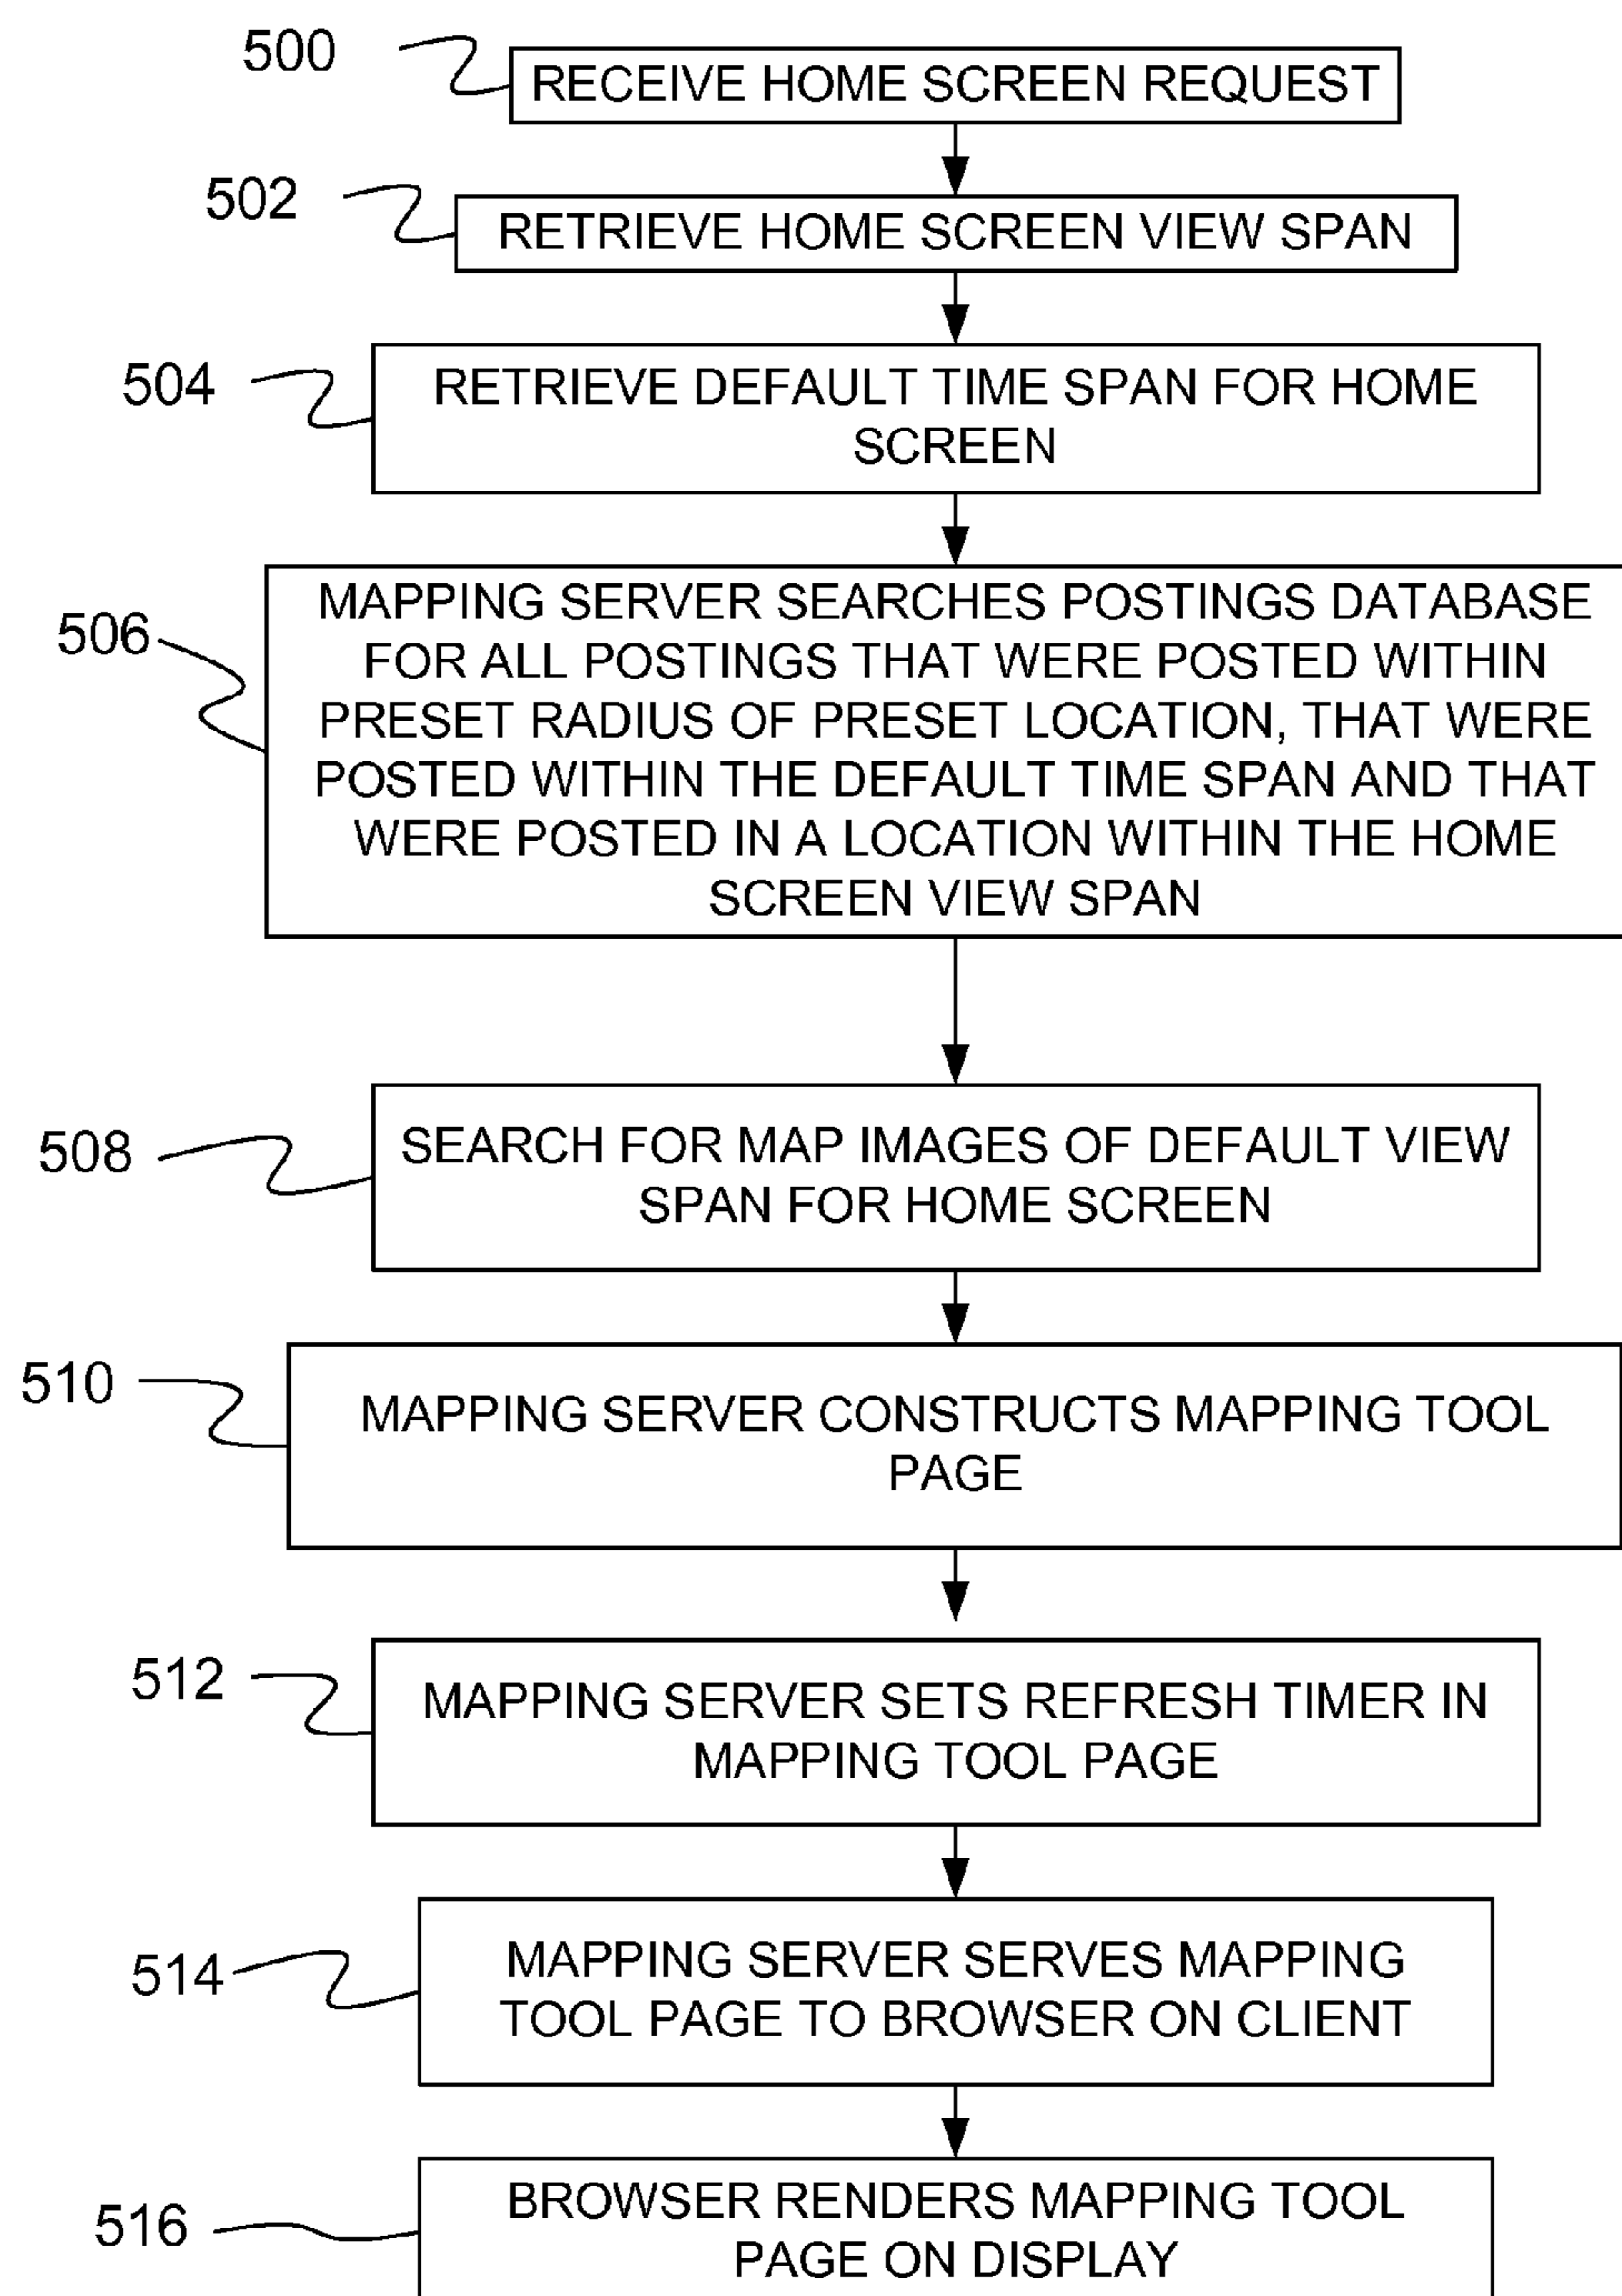 500
RECEIVE HOME SCREEN REQUEST
502
RETRIEVE HOME SCREEN VIEW SPAN
504
RETRIEVE DEFAULT TIME SPAN FOR HOME
SCREEN
506
MAPPING SERVER SEARCHES POSTINGS DATABASE
FOR ALL POSTINGS THAT WERE POSTED WITHIN
PRESET RADIUS OF PRESET LOCATION, THAT WERE
POSTED WITHIN THE DEFAULT TIME SPAN AND THAT
WERE POSTED IN A LOCATION WITHIN THE HOME
SCREEN VIEW SPAN
508
SEARCH FOR MAP IMAGES OF DEFAULT VIEW
SPAN FOR HOME SCREEN
510
MAPPING SERVER CONSTRUCTS MAPPING TOOL
PAGE
512
MAPPING SERVER SETS REFRESH TIMER IN
MAPPING TOOL PAGE
514
MAPPING SERVER SERVES MAPPING
TOOL PAGE TO BROWSER ON CLIENT
516
BROWSER RENDERS MAPPING TOOL
PAGE ON DISPLAY